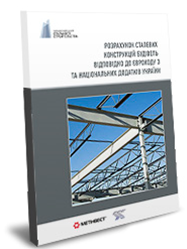 РОЗРАХУНОК СТАЛЕВИХ
КОНСТРУКЦІЙ БУДІВЕЛЬ
ВІДПОВІДНО ДО ЄВРОКОДУ 3
ТА НАЦІОНАЛЬНИХ ДОДАТКІВ УКРАЇНИ
МЕТІНВЕСТ